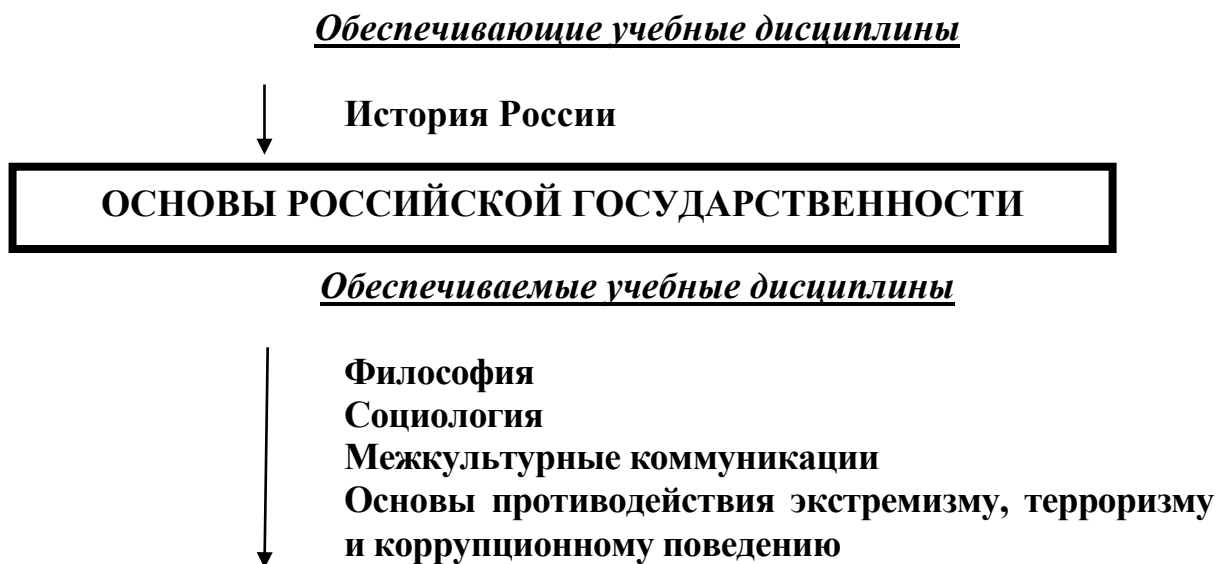 Обеспечивающие учебные дисциплины
История России
ОСНОВЫ РОССИЙСКОЙ ГОСУДАРСТВЕННОСТИ
Обеспечиваемые учебные дисциплины
Философия
Социология
Межкультурные коммуникации
Основы противодействия экстремизму, терроризму
и коррупционному поведению